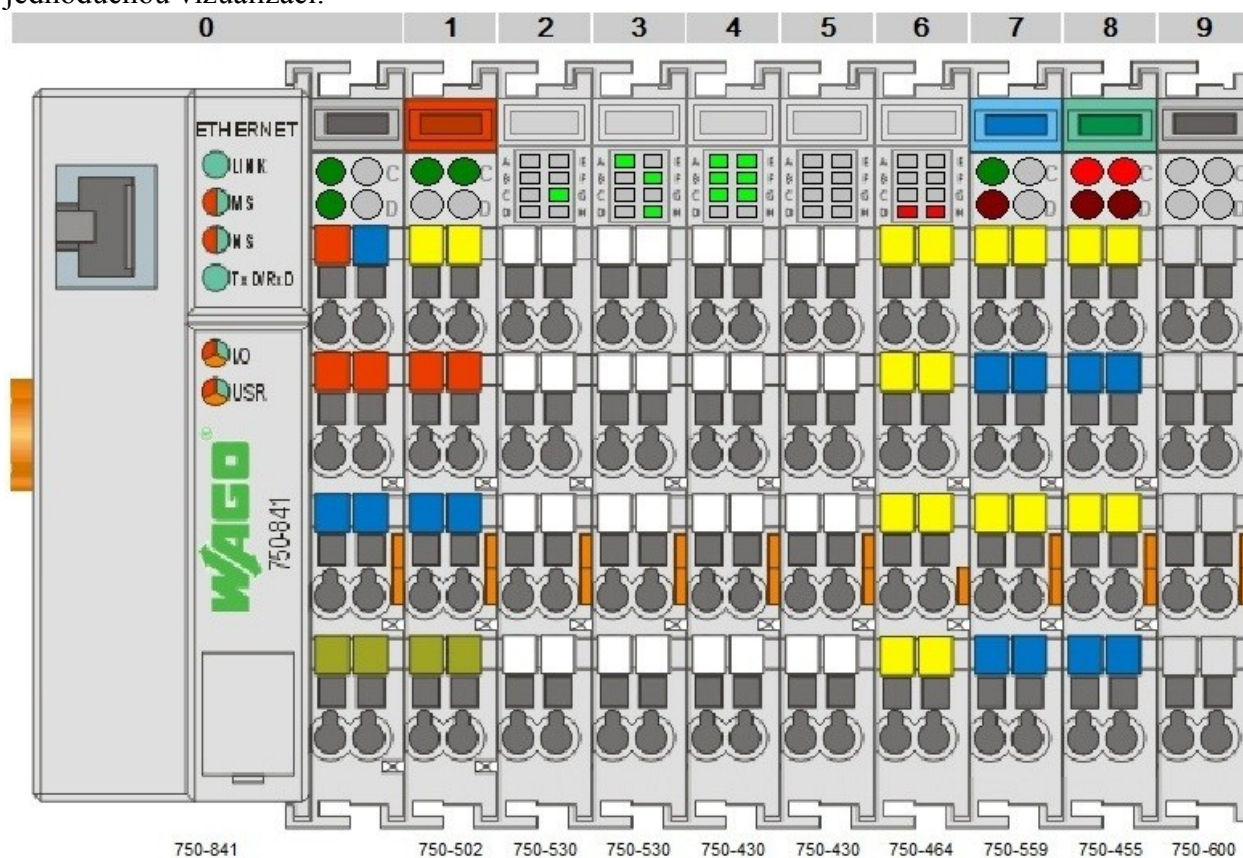 jednoduchou vizualizaci.
0 1 2 3 4 5 6 7 8 9
ETHERNET
LINK
MS
NS
TxD/RxD
I/O
USR
WAGO
750-841
C
D
C
D
A E
B F
C G
D H
A E
B F
C G
D H
A E
B F
C G
D H
A E
B F
C G
D H
A E
B F
C G
D H
C
D
C
D
C
D
750-841 750-502 750-530 750-530 750-430 750-430 750-464 750-559 750-455 750-600